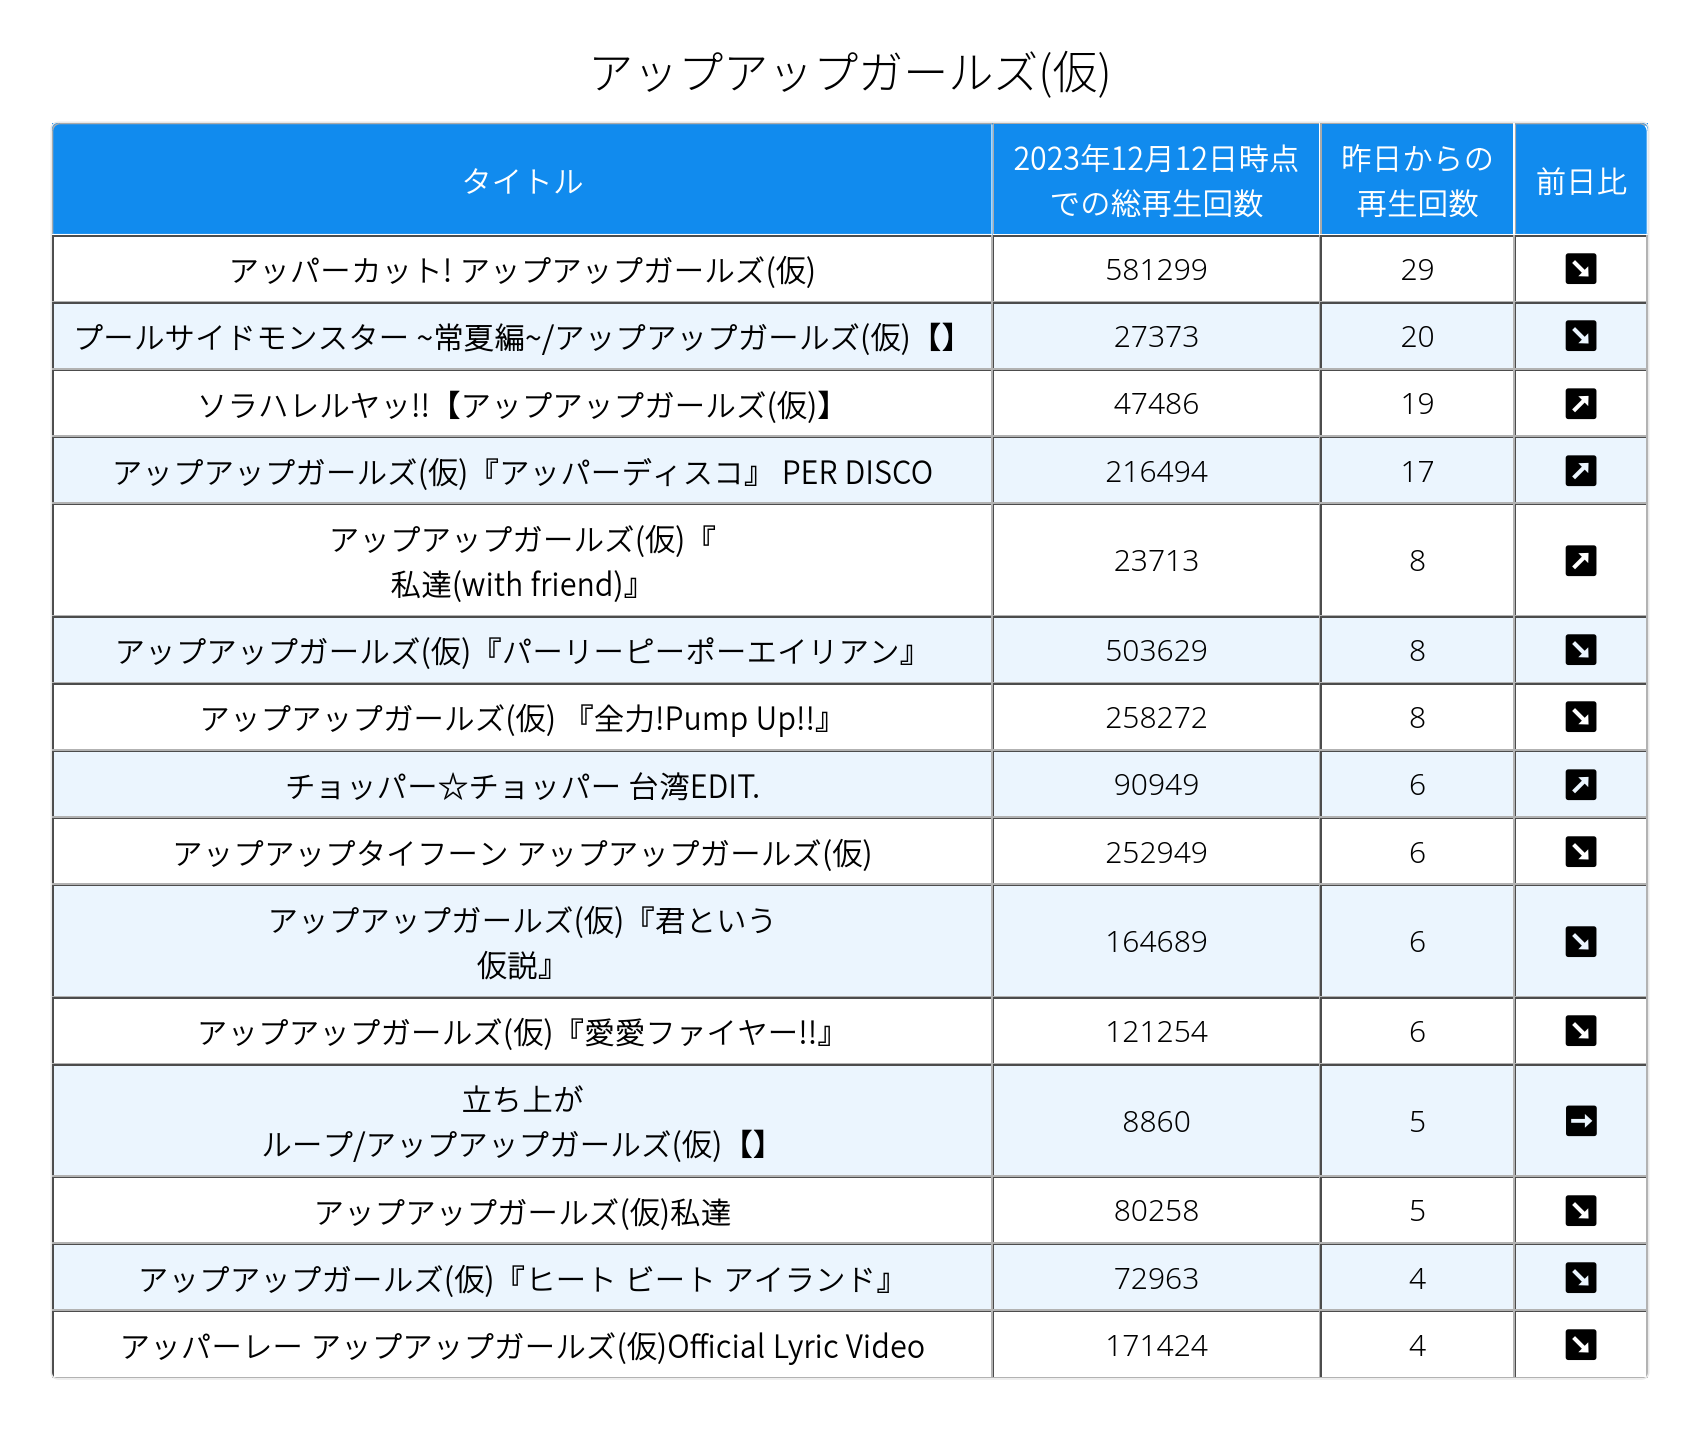 アップアップガールズ(仮)
タイトル
2023年12月12日時点
での総再生回数
昨日からの
再生回数
前日比
アッパーカット! アップアップガールズ(仮) 581299 29 ↘
プールサイドモンスター ~常夏編~/アップアップガールズ(仮)【】 27373 20 ↘
ソラハレルヤッ!!【アップアップガールズ(仮)】 47486 19 ↗
アップアップガールズ(仮)『アッパーディスコ』 PER DISCO 216494 17 ↗
アップアップガールズ(仮)『
私達(with friend)』 23713 8 ↗
アップアップガールズ(仮)『パーリーピーポーエイリアン』 503629 8 ↘
アップアップガールズ(仮) 『全力!Pump Up!!』 258272 8 ↘
チョッパー☆チョッパー 台湾EDIT. 90949 6 ↗
アップアップタイフーン アップアップガールズ(仮) 252949 6 ↘
アップアップガールズ(仮)『君という
仮説』 164689 6 ↘
アップアップガールズ(仮)『愛愛ファイヤー!!』 121254 6 ↘
立ち上が
ループ/アップアップガールズ(仮)【】 8860 5 →
アップアップガールズ(仮)私達 80258 5 ↘
アップアップガールズ(仮)『ヒート ビート アイランド』 72963 4 ↘
アッパーレー アップアップガールズ(仮)Official Lyric Video 171424 4 ↘